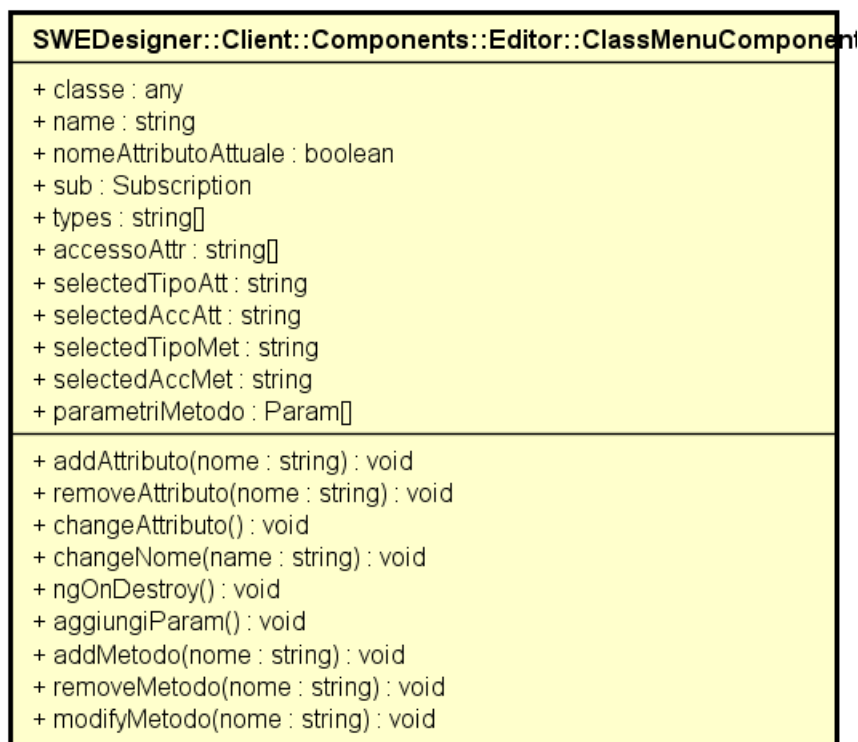 SWEDesigner::Client::Components::Editor::ClassMenuComponent
+ classe : any
+ name : string
+ nomeAttributoAttuale : boolean
+ sub : Subscription
+ types : string[]
+ accessoAttr : string[]
+ selectedTipoAtt : string
+ selectedAccAtt : string
+ selectedTipoMet : string
+ selectedAccMet : string
+ parametriMetodo : Param[]
+ addAttributo(nome : string) : void
+ removeAttributo(nome : string) : void
+ changeAttributo() : void
+ changeNome(name : string) : void
+ ngOnDestroy() : void
+ aggiungiParam() : void
+ addMetodo(nome : string) : void
+ removeMetodo(nome : string) : void
+ modifyMetodo(nome : string) : void